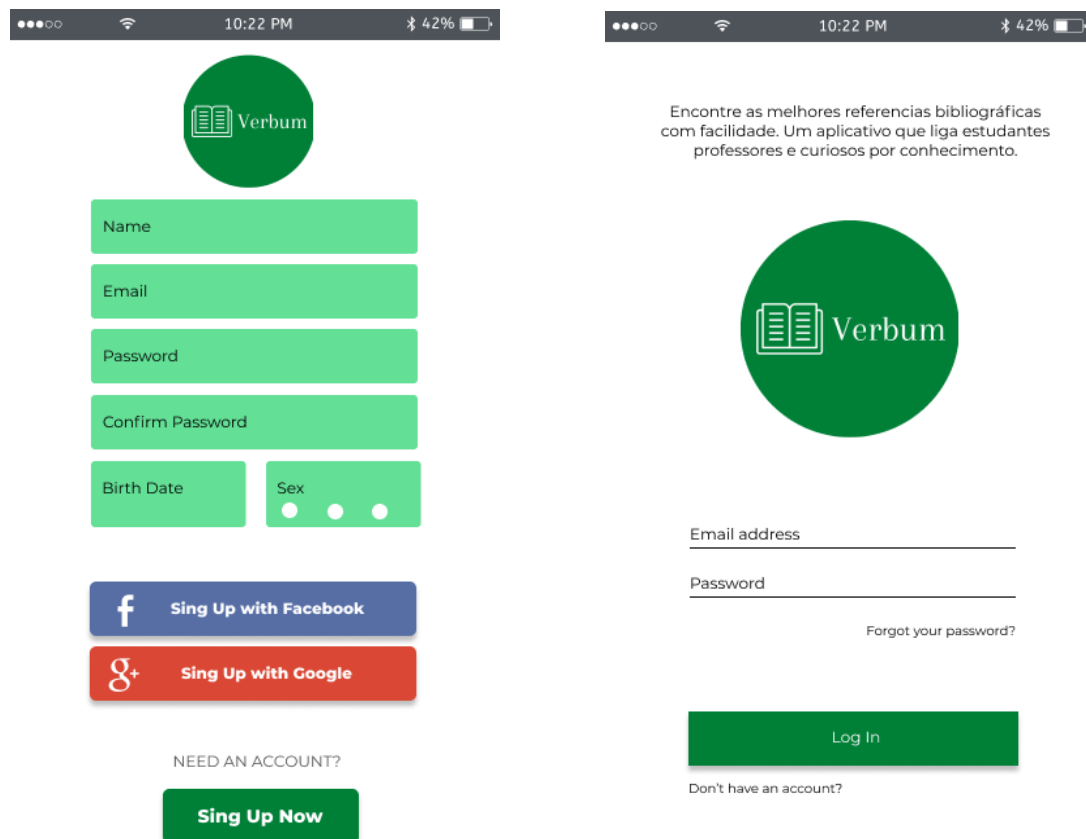 10:22 PM
42%
Verbum
Name
Email
Password
Confirm Password
Birth Date
Sex
f
Sing Up with Facebook
g+
Sing Up with Google
NEED AN ACCOUNT?
Sing Up Now
10:22 PM
42%
Encontre as melhores referencias bibliográficas
com facilidade. Um aplicativo que liga estudantes
professores e curiosos por conhecimento.
Verbum
Email address
Password
Forgot your password?
Log In
Don't have an account?